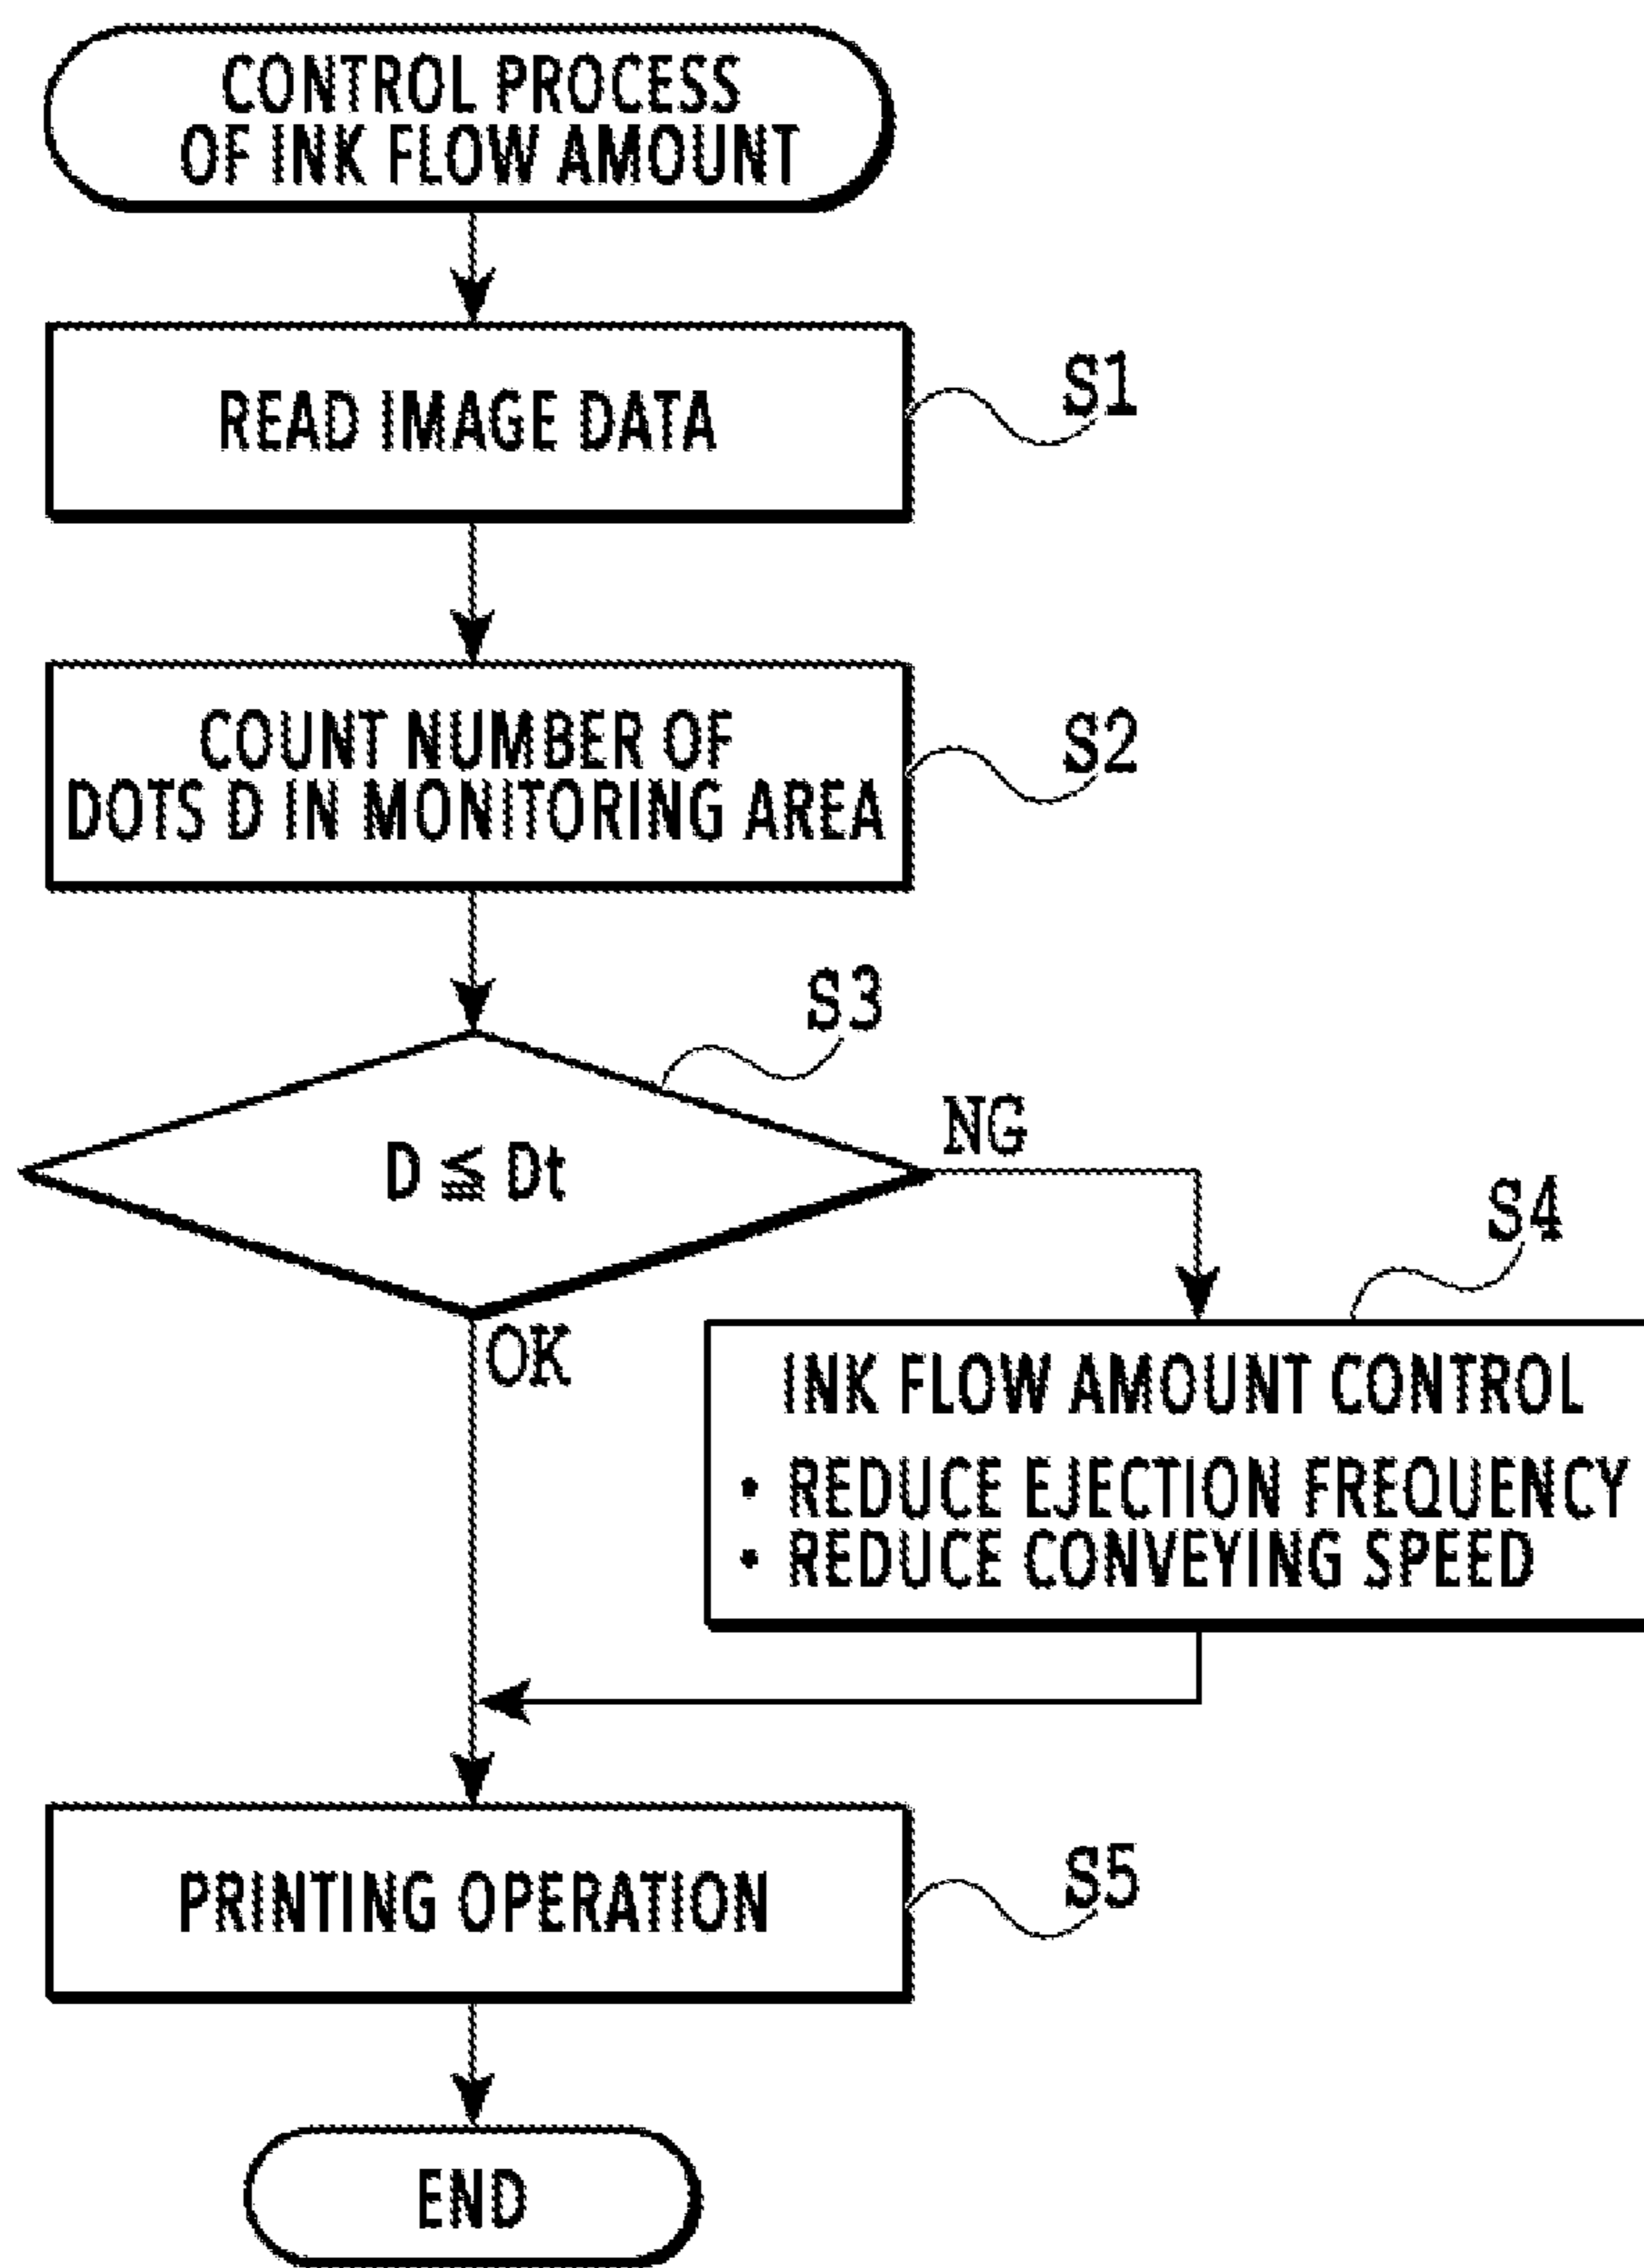 CONTROL PROCESS
OF INK FLOW AMOUNT
READ IMAGE DATA
S1
COUNT NUMBER OF
DOTS D IN MONITORING AREA
S2
S3
D ≦ Dt
NG
OK
S4
INK FLOW AMOUNT CONTROL
• REDUCE EJECTION FREQUENCY
• REDUCE CONVEYING SPEED
PRINTING OPERATION
S5
END